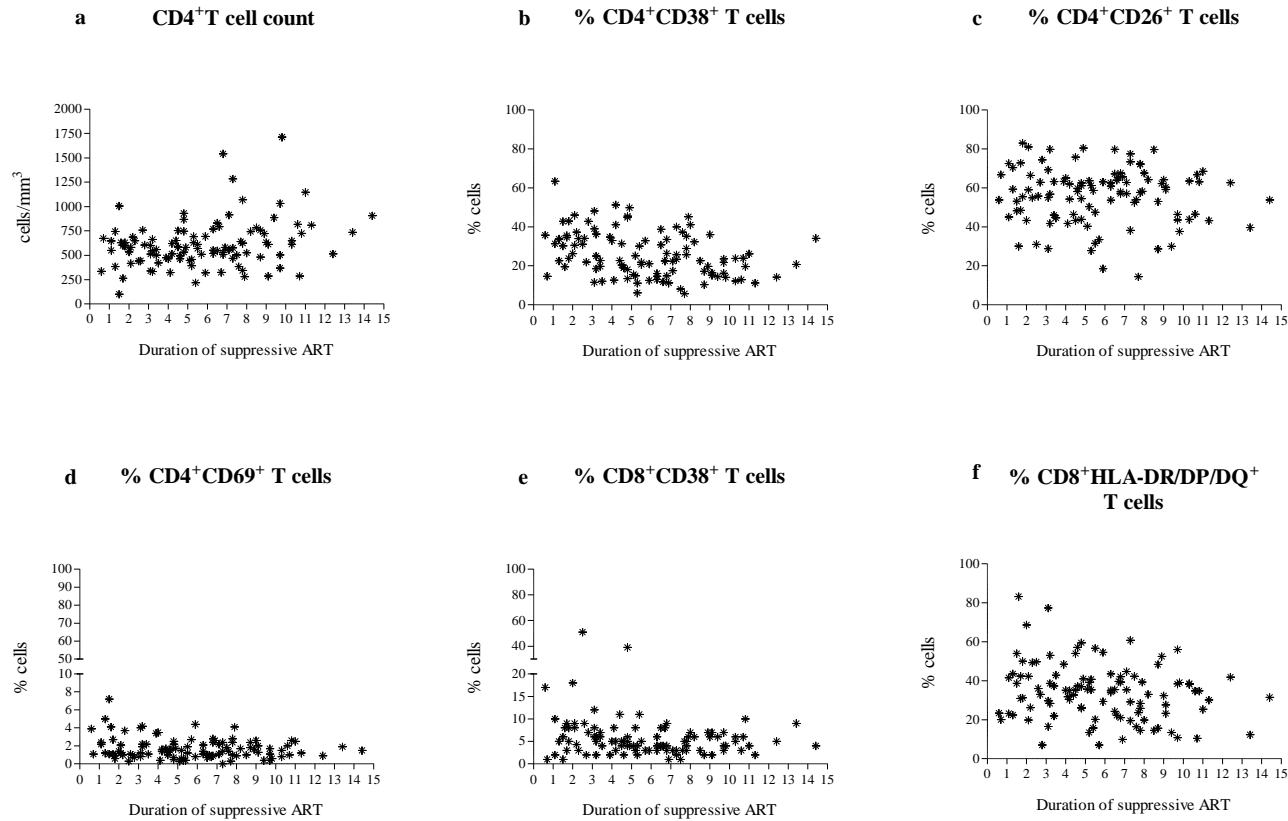 a CD4⁺T cell count
2000
1750
1500
1250
1000
750
500
250
0
cells/mm³
0 1 2 3 4 5 6 7 8 9 10 11 12 13 14 15
Duration of suppressive ART
b % CD4⁺CD38⁺ T cells
100
80
60
40
20
0
% cells
0 1 2 3 4 5 6 7 8 9 10 11 12 13 14 15
Duration of suppressive ART
c % CD4⁺CD26⁺ T cells
100
80
60
40
20
0
% cells
0 1 2 3 4 5 6 7 8 9 10 11 12 13 14 15
Duration of suppressive ART
d % CD4⁺CD69⁺ T cells
100
90
80
70
60
50
10
8
6
4
2
0
% cells
0 1 2 3 4 5 6 7 8 9 10 11 12 13 14 15
Duration of suppressive ART
e % CD8⁺CD38⁺ T cells
100
80
60
40
20
15
10
5
0
% cells
0 1 2 3 4 5 6 7 8 9 10 11 12 13 14 15
Duration of suppressive ART
f % CD8⁺HLA-DR/DP/DQ⁺
T cells
100
80
60
40
20
0
% cells
0 1 2 3 4 5 6 7 8 9 10 11 12 13 14 15
Duration of suppressive ART